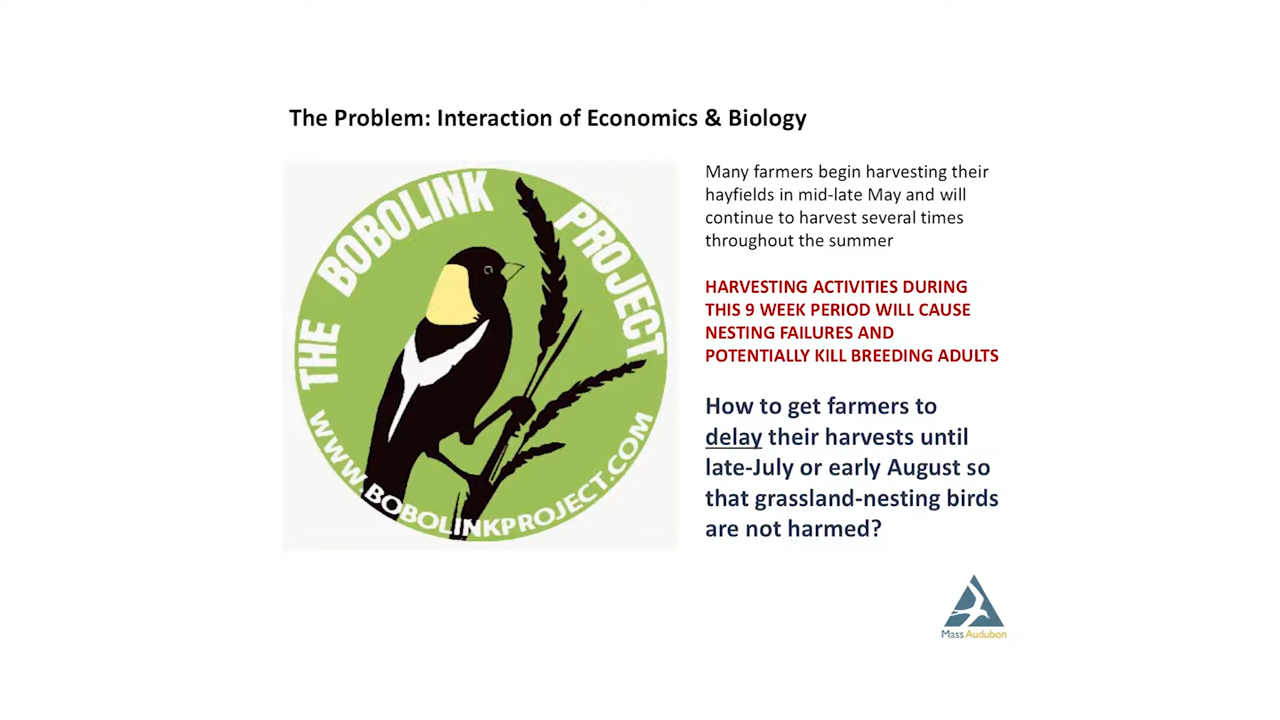 The Problem: Interaction of Economics & Biology
THE BOBOLINK PROJECT
WWW.BOBOLINKPROJECT.COM
Many farmers begin harvesting their
hayfields in mid-late May and will
continue to harvest several times
throughout the summer
HARVESTING ACTIVITIES DURING
THIS 9 WEEK PERIOD WILL CAUSE
NESTING FAILURES AND
POTENTIALLY KILL BREEDING ADULTS
How to get farmers to
delay their harvests until
late-July or early August so
that grassland-nesting birds
are not harmed?
Mass Audubon